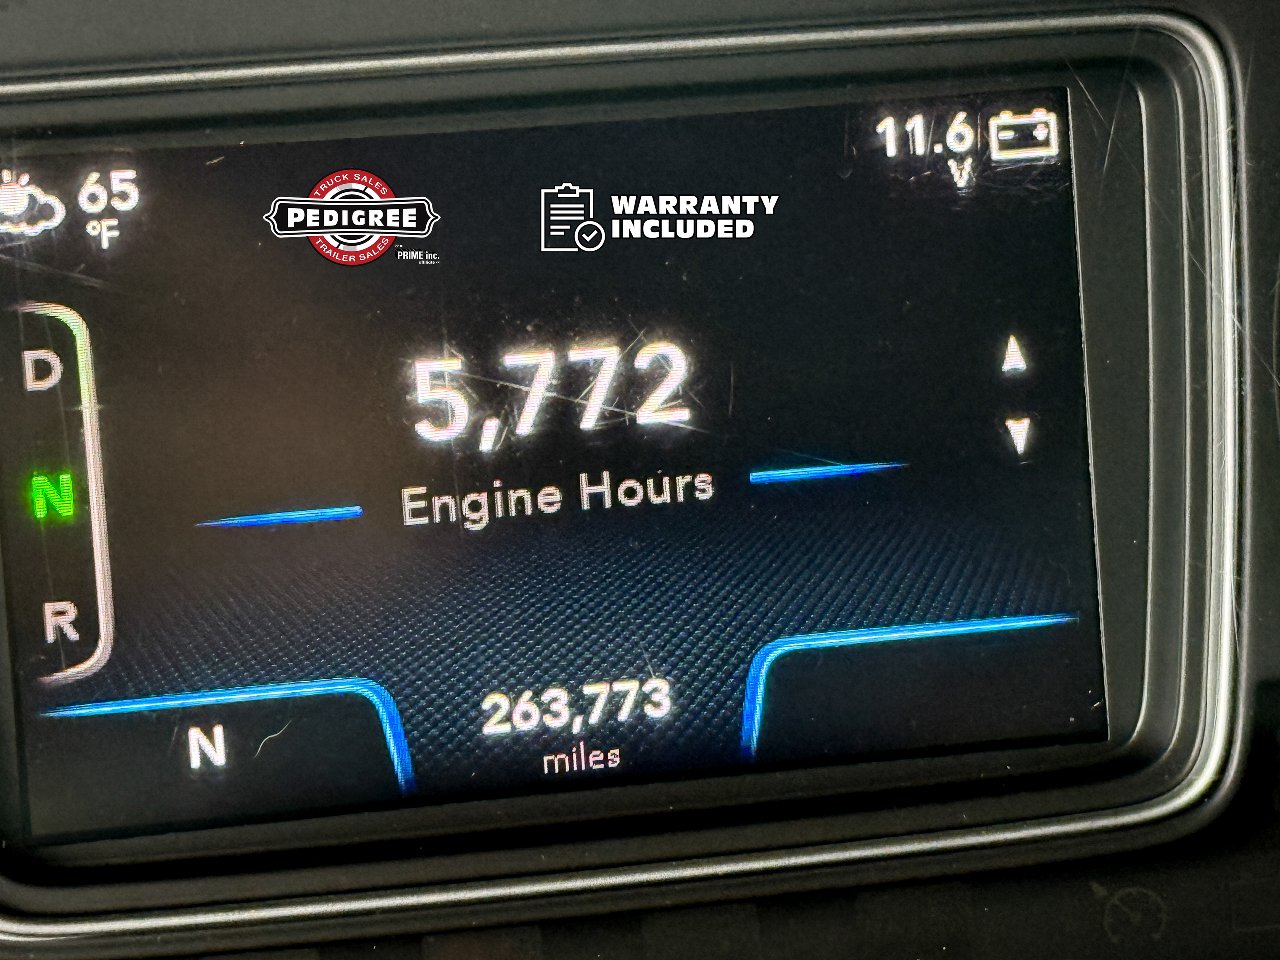 11.6
V
65
°F
TRUCK SALES
PEDIGREE
TRAILER SALES
PRIME inc.
WARRANTY
INCLUDED
5,772
Engine Hours
D
N
R
263,773
miles
N